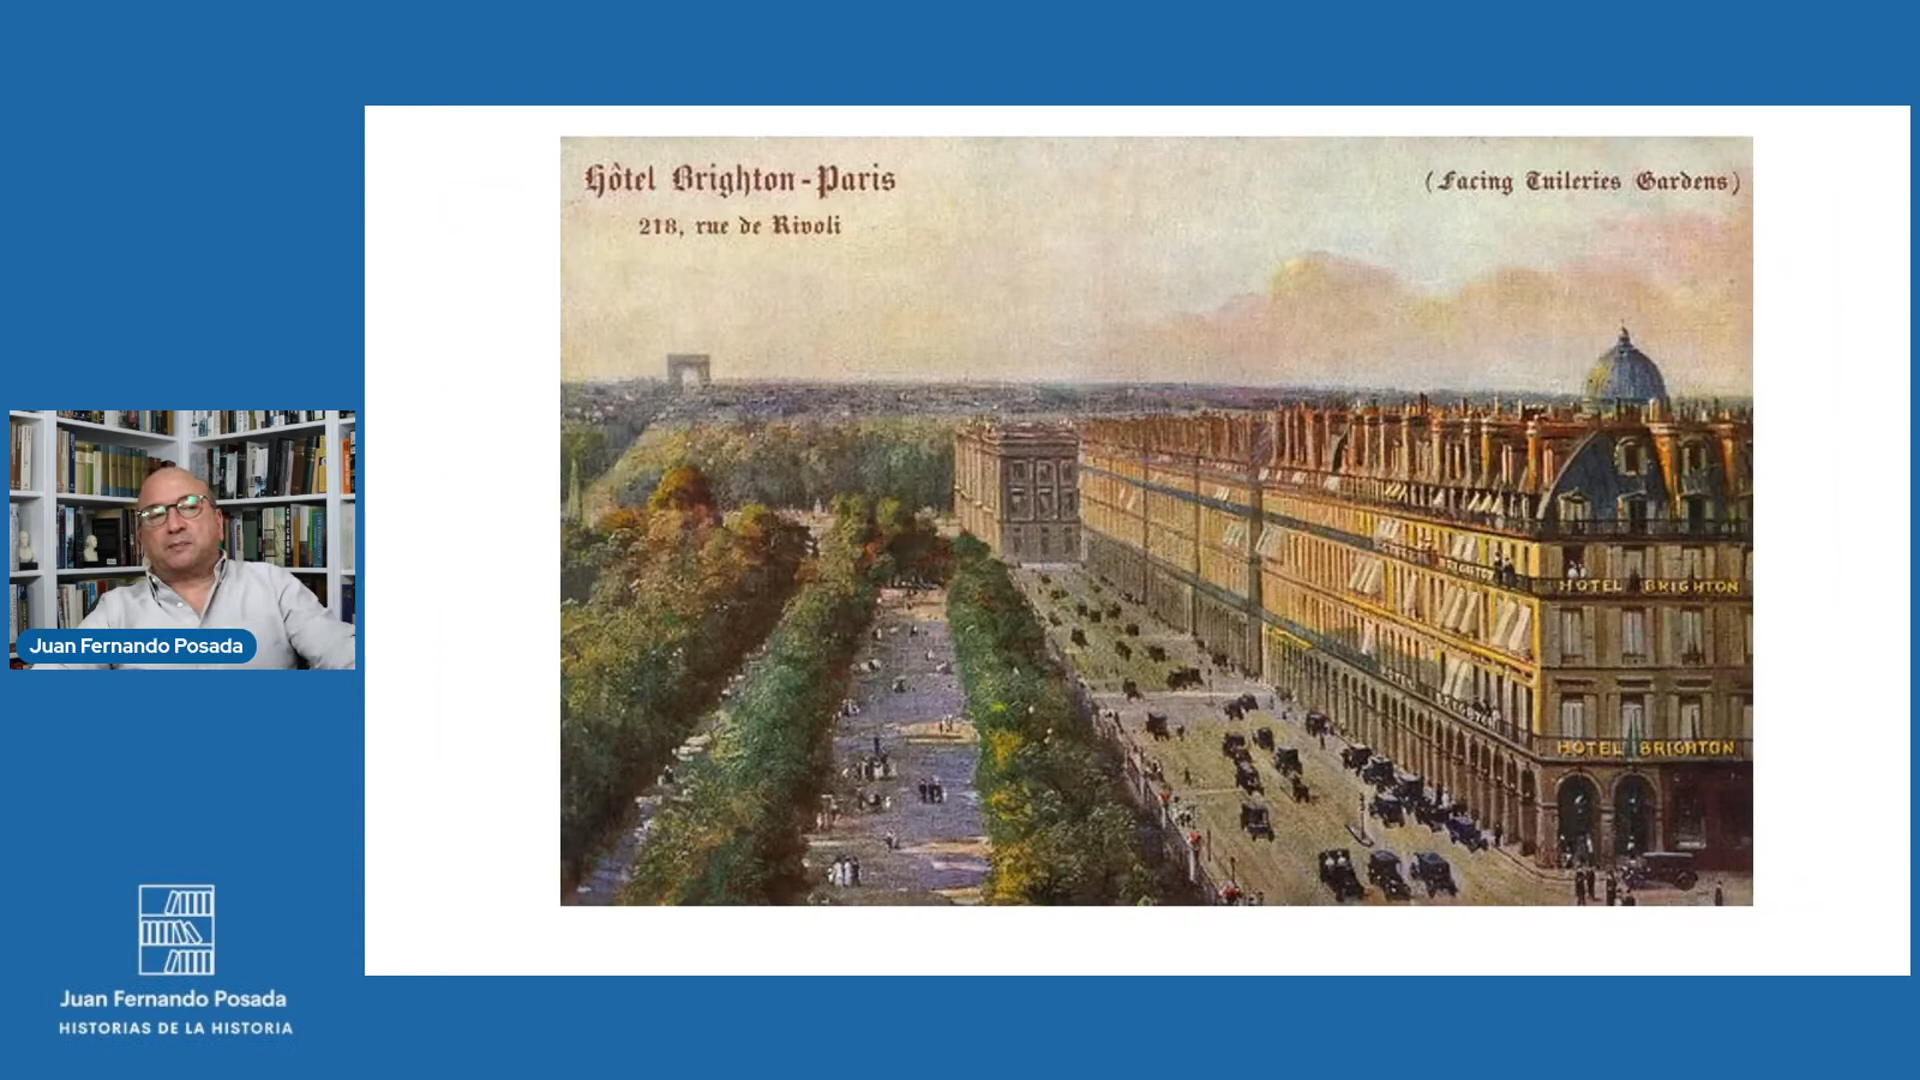 Hôtel Brighton-Paris
218, rue de Rivoli
(Facing Tuileries Gardens)
HOTEL BRIGHTON
HOTEL BRIGHTON
Juan Fernando Posada
Juan Fernando Posada
HISTORIAS DE LA HISTORIA